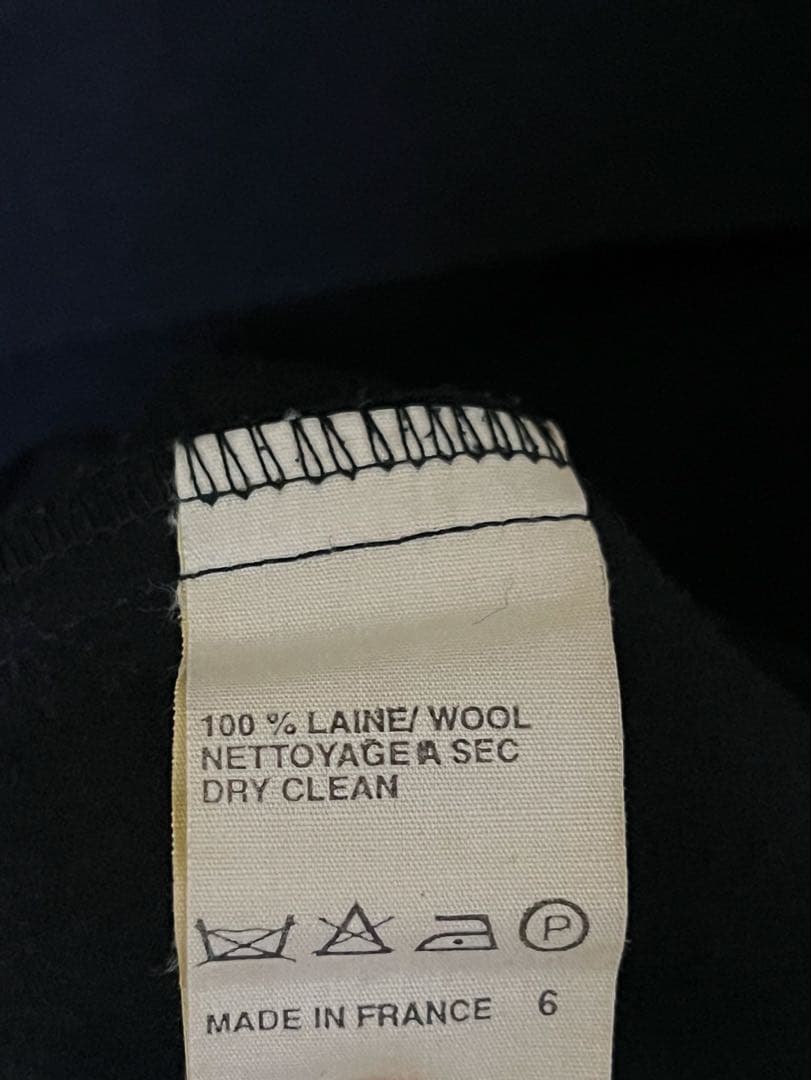 100 % LAINE/ WOOL
NETTOYAGE A SEC
DRY CLEAN
P
MADE IN FRANCE 6